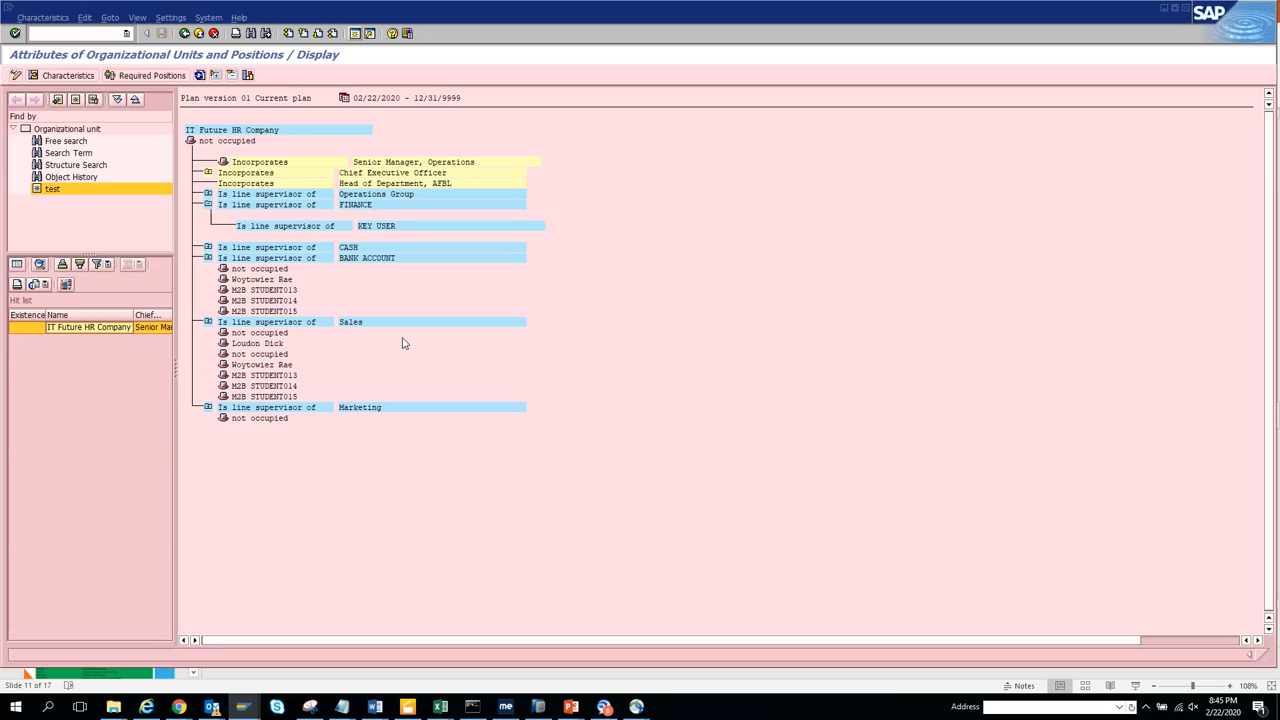 Characteristics Edit Goto View Settings System Help
SAP
Attributes of Organizational Units and Positions / Display
Characteristics Required Positions
Find by
Organizational unit
Free search
Search Term
Structure Search
Object History
test
Hit list
Existence Name Chief...
IT Future HR Company Senior Mar
Plan version 01 Current plan 02/22/2020 - 12/31/9999
IT Future HR Company
not occupied
Incorporates Senior Manager, Operations
Incorporates Chief Executive Officer
Incorporates Head of Department, AFBL
Is line supervisor of Operations Group
Is line supervisor of FINANCE
Is line supervisor of KEY USER
Is line supervisor of CASH
Is line supervisor of BANK ACCOUNT
not occupied
Woytowiez Rae
M2B STUDENT013
M2B STUDENT014
M2B STUDENT015
Is line supervisor of Sales
not occupied
Loudon Dick
not occupied
Woytowiez Rae
M2B STUDENT013
M2B STUDENT014
M2B STUDENT015
Is line supervisor of Marketing
not occupied
Slide 11 of 17 Notes 108%
me Address 8:45 PM
2/22/2020